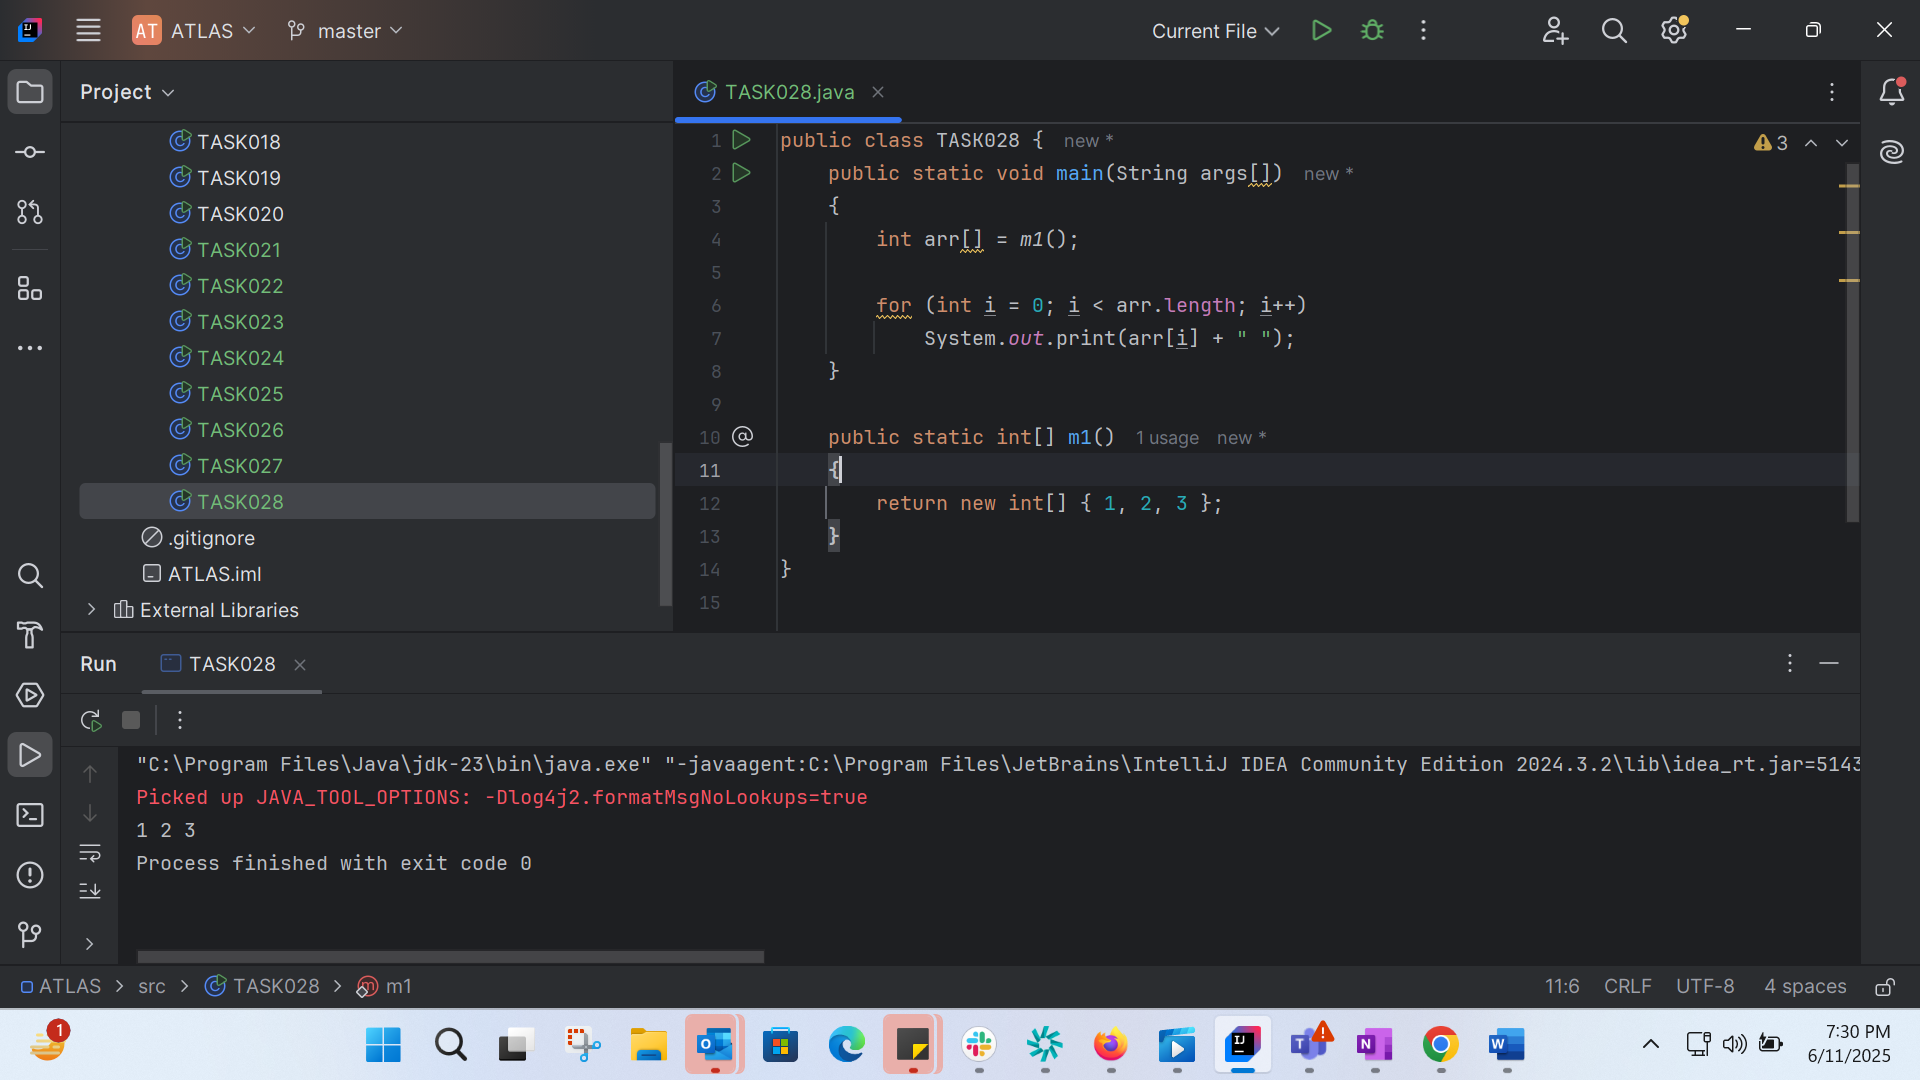 AT ATLAS master Current File
Project
TASK028.java
TASK018
TASK019
TASK020
TASK021
TASK022
TASK023
TASK024
TASK025
TASK026
TASK027
TASK028
.gitignore
ATLAS.iml
External Libraries
3
1 public class TASK028 { new *
2 public static void main(String args[]) new *
3 {
4 int arr[] = m1();
5
6 for (int i = 0; i < arr.length; i++)
7 System.out.print(arr[i] + " ");
8 }
9
10 @ public static int[] m1() 1 usage new *
11 {
12 return new int[] { 1, 2, 3 };
13 }
14 }
15
Run TASK028
"C:\Program Files\Java\jdk-23\bin\java.exe" "-javaagent:C:\Program Files\JetBrains\IntelliJ IDEA Community Edition 2024.3.2\lib\idea_rt.jar=5143
Picked up JAVA_TOOL_OPTIONS: -Dlog4j2.formatMsgNoLookups=true
1 2 3
Process finished with exit code 0
ATLAS > src > TASK028 > m1 11:6 CRLF UTF-8 4 spaces
1
7:30 PM
6/11/2025